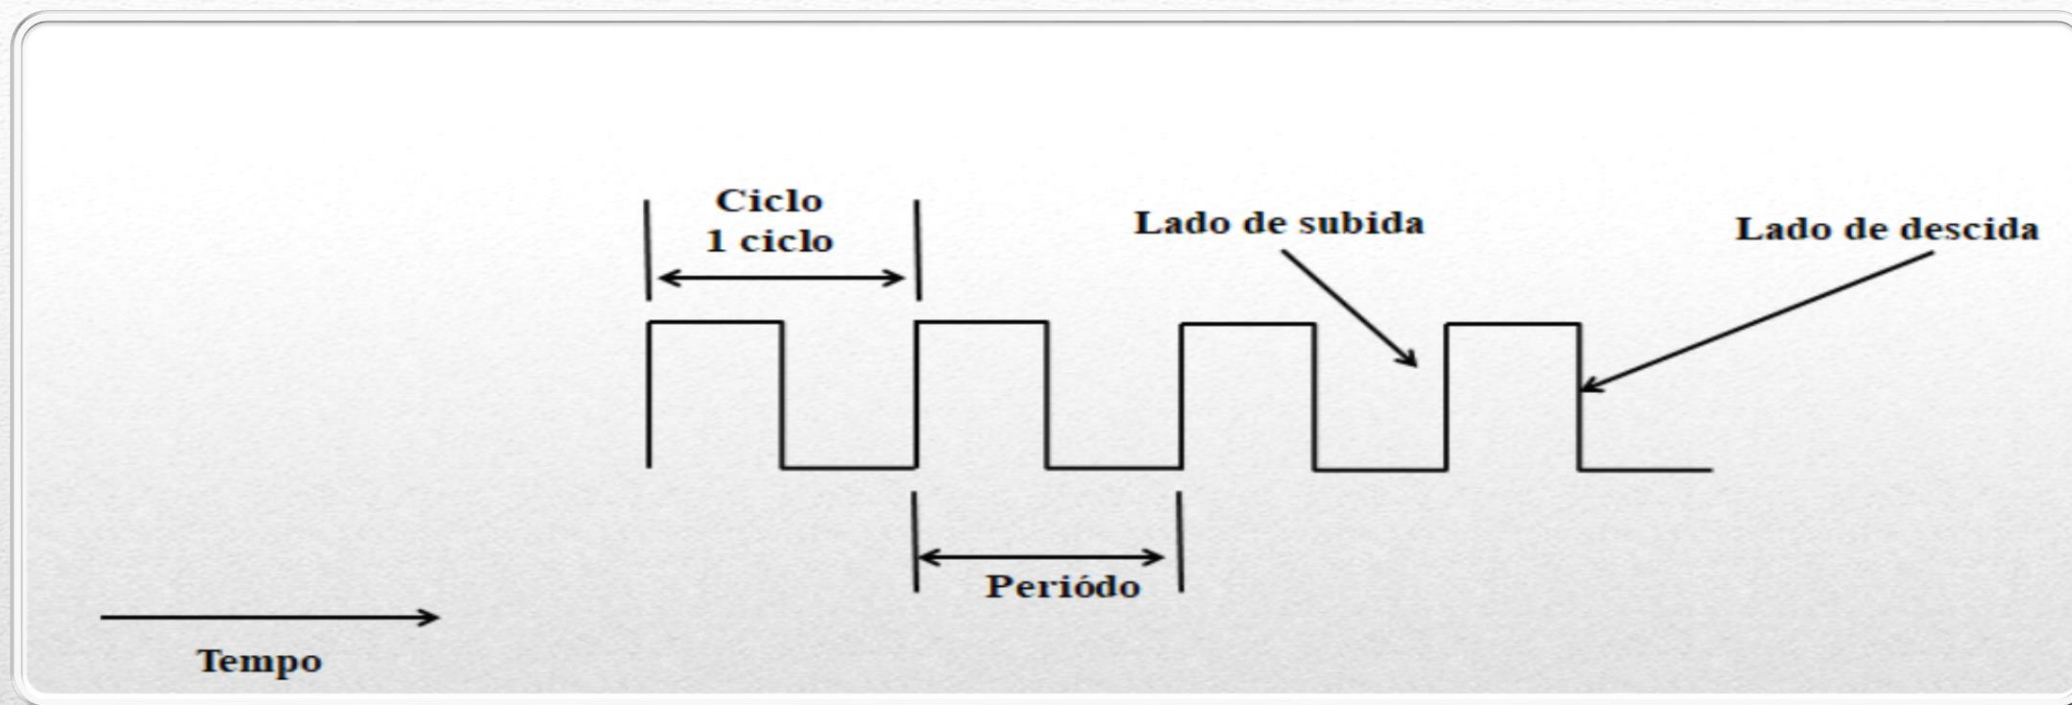 Ciclo
1 ciclo
Lado de subida
Lado de descida
Periódo
Tempo